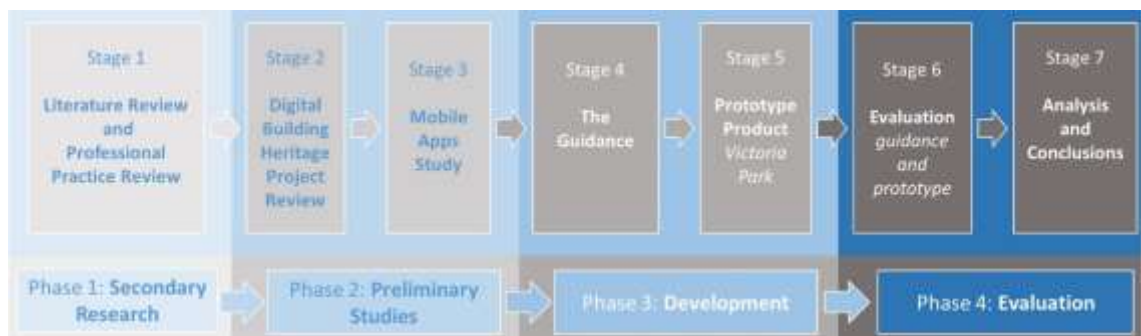 Stage 1
Literature Review
and
Professional
Practice Review
Stage 2
Digital
Building
Heritage
Project
Review
Stage 3
Mobile
Apps
Study
Stage 4
The
Guidance
Stage 5
Prototype
Product
Victoria
Park
Stage 6
Evaluation
guidance
and
prototype
Stage 7
Analysis
and
Conclusions
Phase 1: Secondary
Research
Phase 2: Preliminary
Studies
Phase 3: Development
Phase 4: Evaluation